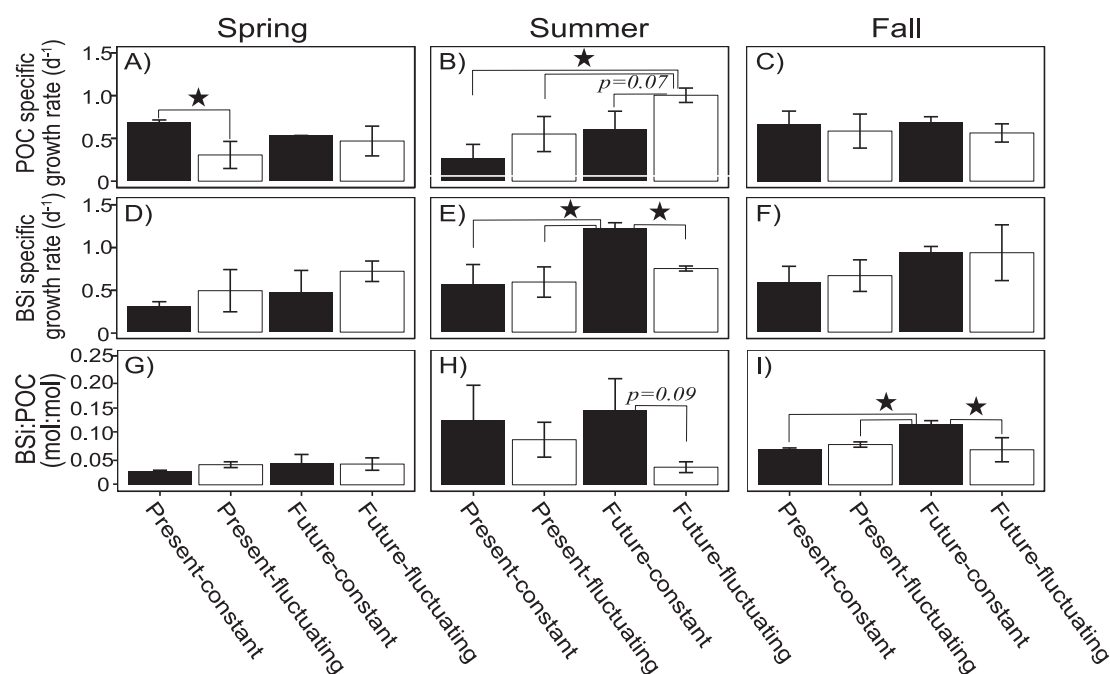 Spring Summer Fall
POC specific
growth rate (d-1)
1.5
1.0
0.5
0
A)
★
B)
★
p=0.07
C)
BSi specific
growth rate (d-1)
1.5
1.0
0.5
0
D)
E)
★ ★
F)
BSi:POC
(mol:mol)
0.25
0.20
0.15
0.10
0.05
0
G)
H)
p=0.09
I)
★ ★
Present-constant
Present-fluctuating
Future-constant
Future-fluctuating
Present-constant
Present-fluctuating
Future-constant
Future-fluctuating
Present-constant
Present-fluctuating
Future-constant
Future-fluctuating